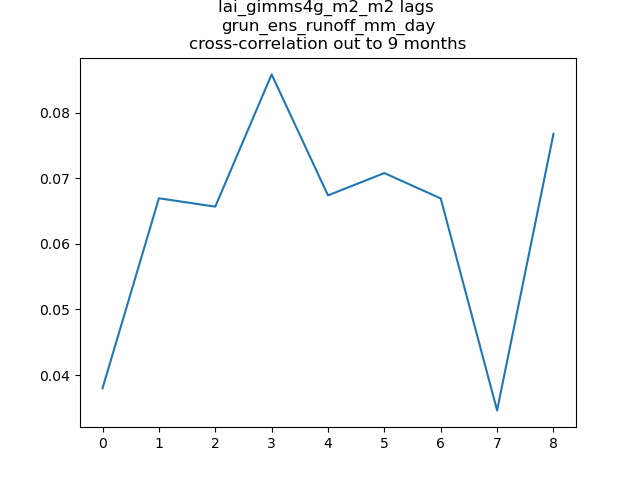 lai_gimms4g_m2_m2 lags
grun_ens_runoff_mm_day
cross-correlation out to 9 months
0.08
0.07
0.06
0.05
0.04
0 1 2 3 4 5 6 7 8